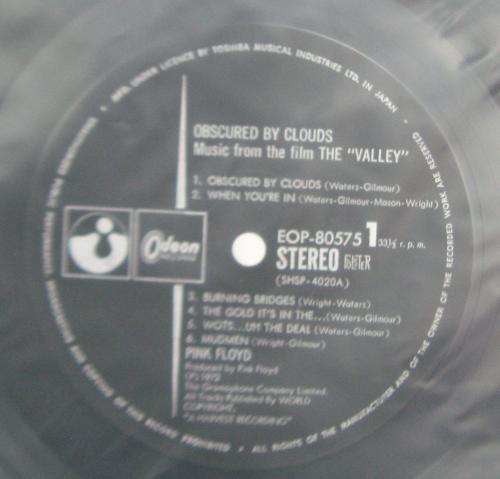 MFD. UNDER LICENCE BY TOSHIBA MUSICAL INDUSTRIES LTD. IN JAPAN •
ALL RIGHTS OF THE MANUFACTURER AND OF THE OWNER OF THE RECORDED WORK ARE RESERVED
OBSCURED BY CLOUDS
Music from the film THE "VALLEY"
1. OBSCURED BY CLOUDS (Waters-Gilmour)
2. WHEN YOU'RE IN (Waters-Gilmour-Mason-Wright)
Odeon
EOP-80575 1 33⅓ r. p. m.
STEREO
(SHSP-4020A)
3. BURNING BRIDGES (Wright-Waters)
4. THE GOLD IT'S IN THE...(Waters-Gilmour)
5. WOTS...UH THE DEAL (Waters-Gilmour)
6. MUDMEN (Wright-Gilmour)
PINK FLOYD
Produced by Pink Floyd
Ⓟ 1972
The Gramophone Company Limited.
All Tracks Published By WORLD
COPYRIGHT,
"A HARVEST RECORDING"